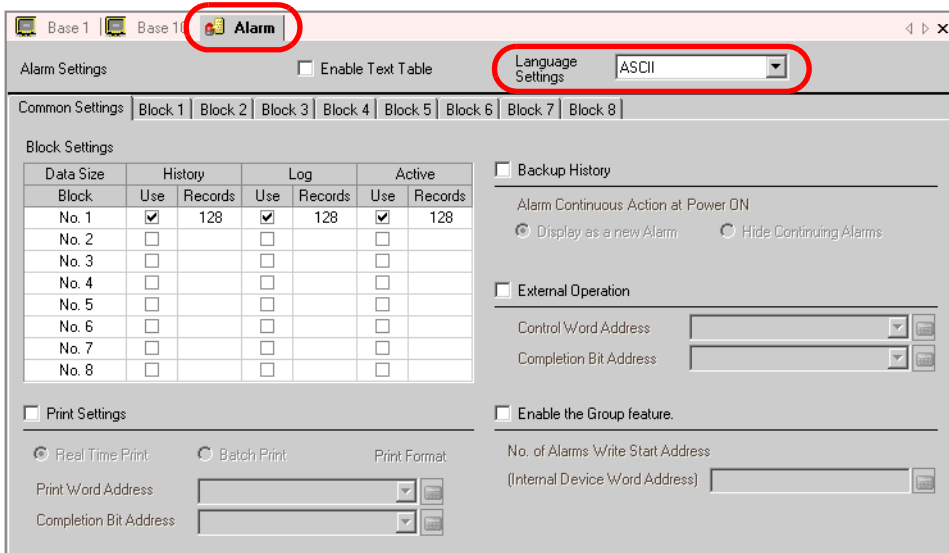 Base 1 Base 10 Alarm
Alarm Settings Enable Text Table Language Settings ASCII
Common Settings Block 1 Block 2 Block 3 Block 4 Block 5 Block 6 Block 7 Block 8
Block Settings
Data Size History Log Active
Block Use Records Use Records Use Records
No. 1 128 128 128
No. 2
No. 3
No. 4
No. 5
No. 6
No. 7
No. 8
Print Settings
Real Time Print Batch Print Print Format
Print Word Address
Completion Bit Address
Backup History
Alarm Continuous Action at Power ON
Display as a new Alarm Hide Continuing Alarms
External Operation
Control Word Address
Completion Bit Address
Enable the Group feature.
No. of Alarms Write Start Address
(Internal Device Word Address)